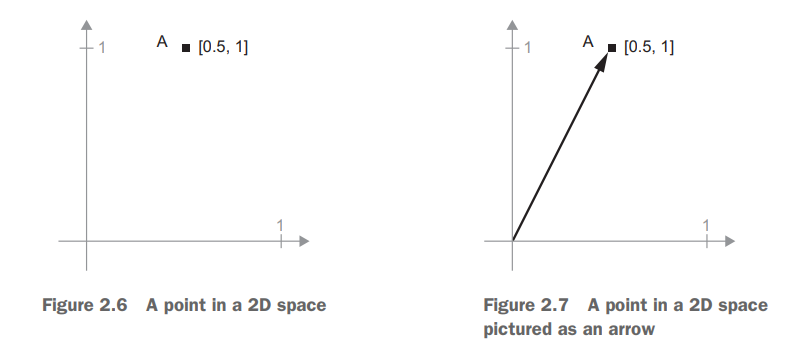 1
A
[0.5, 1]
1
Figure 2.6 A point in a 2D space
1
A
[0.5, 1]
1
Figure 2.7 A point in a 2D space
pictured as an arrow